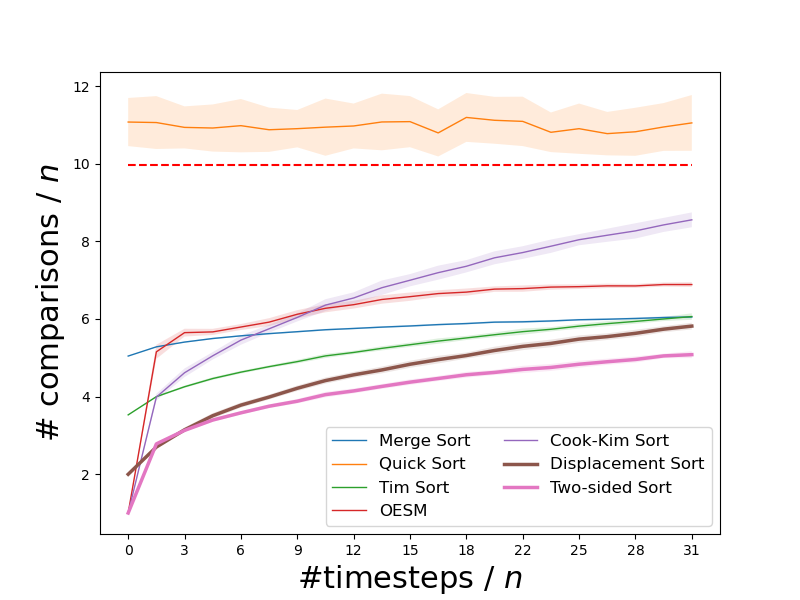 12
10
8
6
4
2
# comparisons / n
0 3 6 9 12 15 18 22 25 28 31
#timesteps / n
Merge Sort
Quick Sort
Tim Sort
OESM
Cook-Kim Sort
Displacement Sort
Two-sided Sort